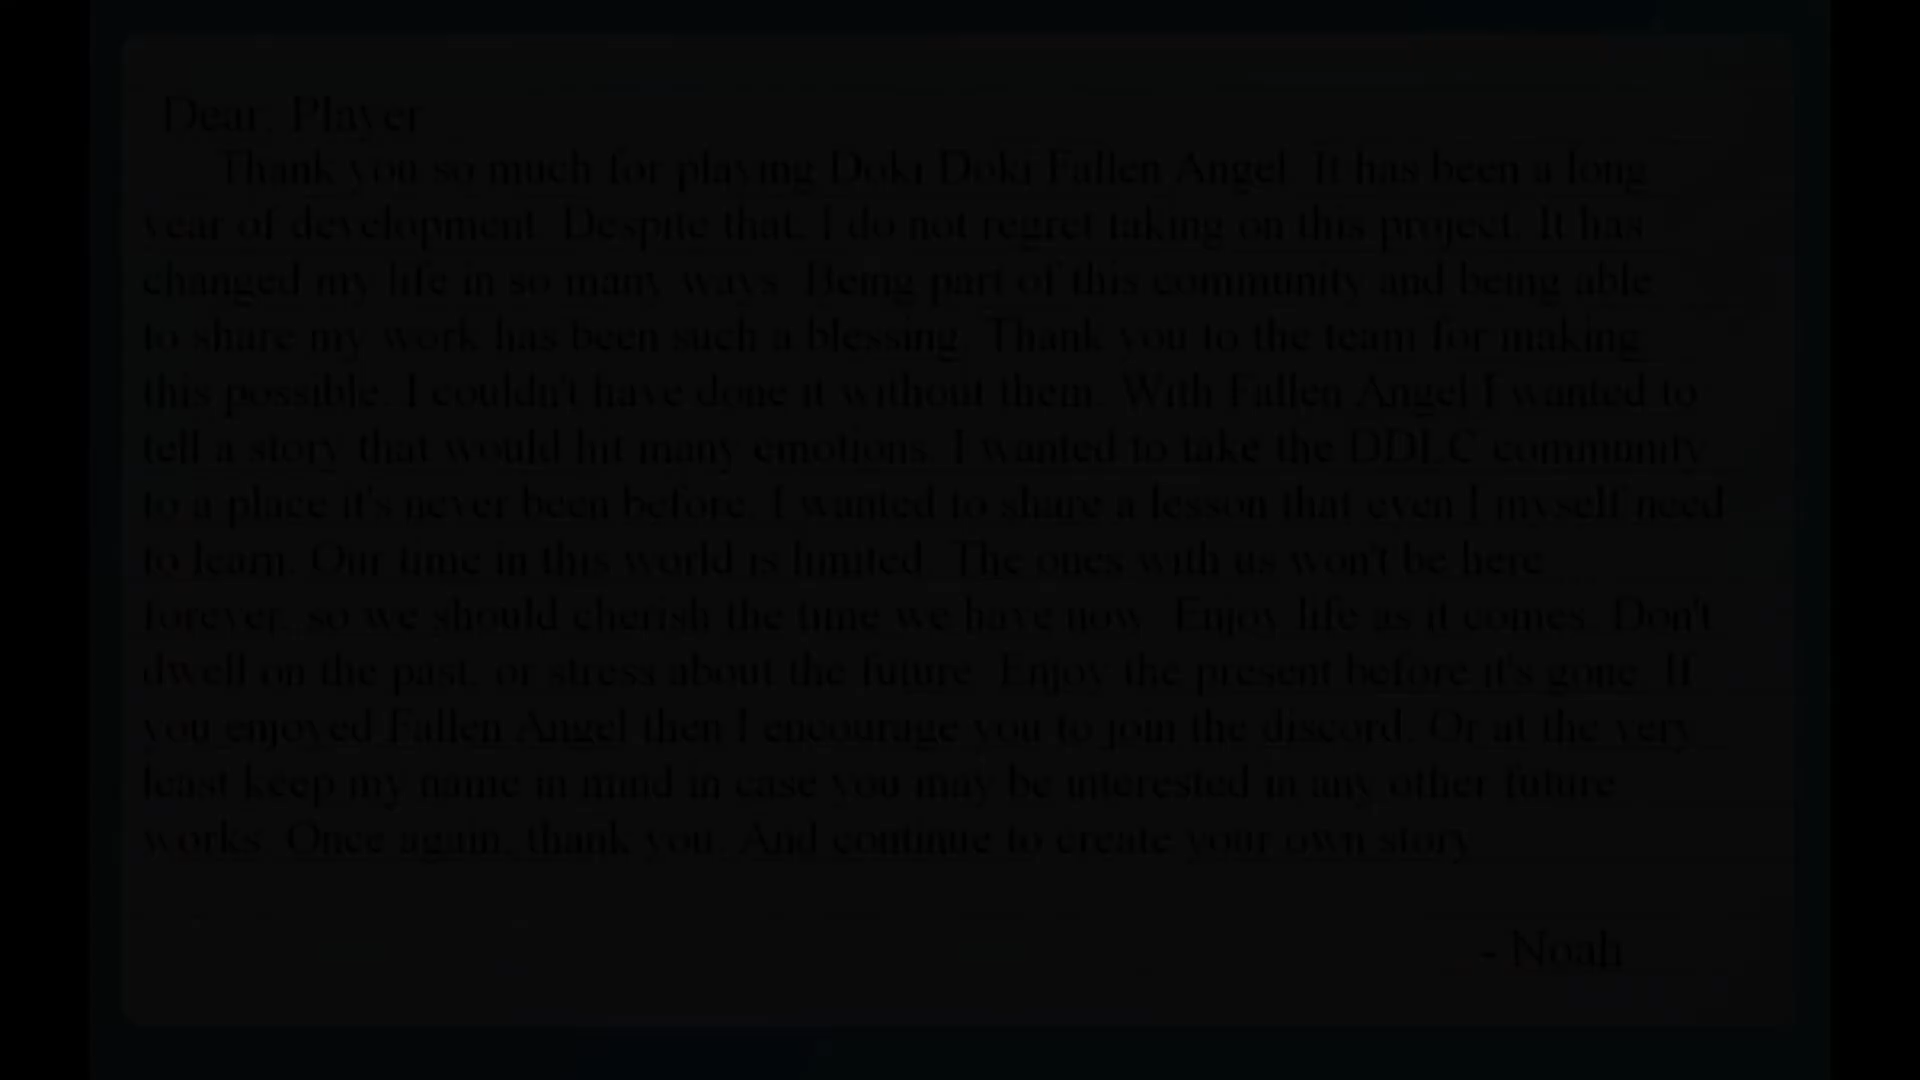 Dear, Player
Thank you so much for playing Doki Doki Fallen Angel. It has been a long
year of development. Despite that, I do not regret taking on this project. It has
changed my life in so many ways. Being part of this community and being able
to share my work has been such a blessing. Thank you to the team for making
this possible. I couldn't have done it without them. With Fallen Angel I wanted to
tell a story that would hit many emotions. I wanted to take the DDLC community
to a place it's never been before. I wanted to share a lesson that even I myself need
to learn. Our time in this world is limited. The ones with us won't be here
forever, so we should cherish the time we have now. Enjoy life as it comes. Don't
dwell on the past, or stress about the future. Enjoy the present before it's gone. If
you enjoyed Fallen Angel then I encourage you to join the discord. Or at the very
least keep my name in mind in case you may be interested in any other future
works. Once again, thank you. And continue to create your own story.
- Noah